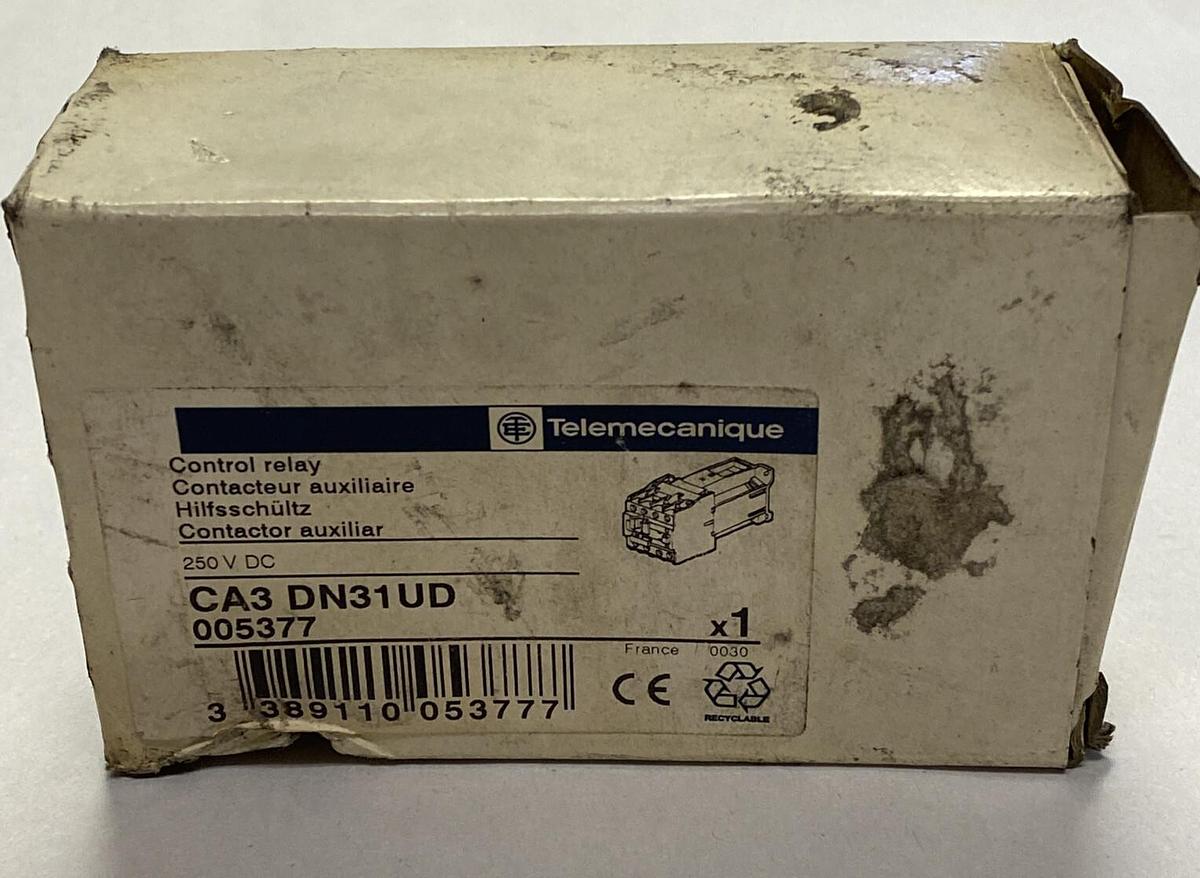 Telemecanique
Control relay
Contacteur auxiliaire
Hilfsschültz
Contactor auxiliar
250 V DC
CA3 DN31UD
005377
x1
France 0030
3 389110 053777
CE
RECYCLABLE